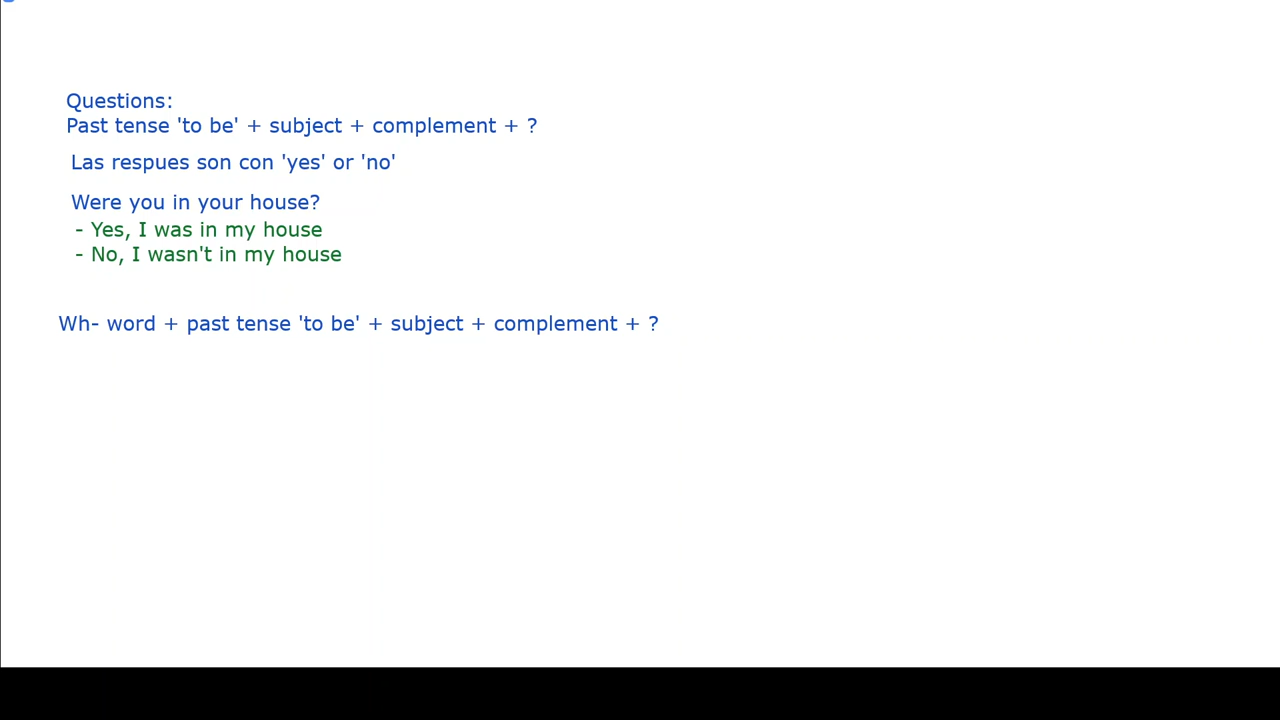 Questions:
Past tense 'to be' + subject + complement + ?
Las respues son con 'yes' or 'no'
Were you in your house?
- Yes, I was in my house
- No, I wasn't in my house
Wh- word + past tense 'to be' + subject + complement + ?